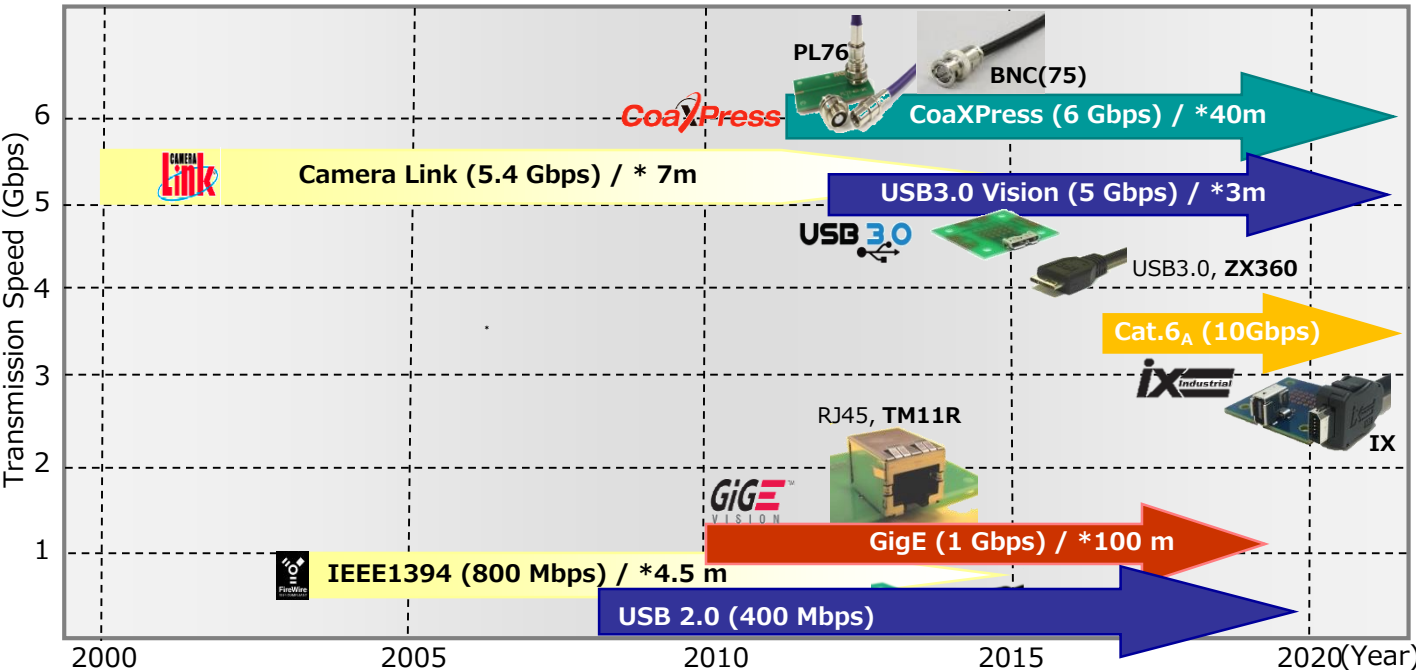 PL76
BNC(75)
CoaXPress
CoaXPress (6 Gbps) / *40m
6
CAMERA
Link
Camera Link (5.4 Gbps) / * 7m
USB3.0 Vision (5 Gbps) / *3m
5
USB 3.0
USB3.0, ZX360
4
Cat.6A (10Gbps)
3
iX Industrial
RJ45, TM11R
IX
2
GiGE
VISION
TM
GigE (1 Gbps) / *100 m
1
FireWire
IEEE1394 (800 Mbps) / *4.5 m
USB 2.0 (400 Mbps)
Transmission Speed (Gbps)
2000
2005
2010
2015
2020
(Year)